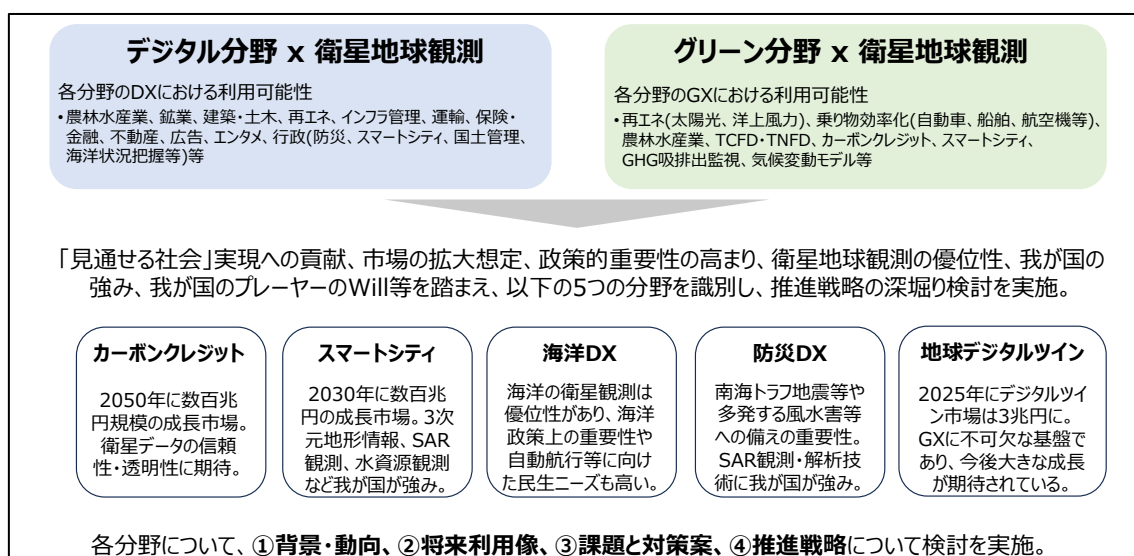 デジタル分野 x 衛星地球観測
各分野のDXにおける利用可能性
・農林水産業、鉱業、建築・土木、再エネ、インフラ管理、運輸、保険・
金融、不動産、広告、エンタメ、行政(防災、スマートシティ、国土管理、
海洋状況把握等)等
グリーン分野 x 衛星地球観測
各分野のGXにおける利用可能性
・再エネ(太陽光、洋上風力)、乗り物効率化(自動車、船舶、航空機等)、
農林水産業、TCFD・TNFD、カーボンクレジット、スマートシティ、
GHG吸排出監視、気候変動モデル等
「見通せる社会」実現への貢献、市場の拡大想定、政策的重要性の高まり、衛星地球観測の優位性、我が国の
強み、我が国のプレーヤーのWill等を踏まえ、以下の5つの分野を識別し、推進戦略の深堀り検討を実施。
カーボンクレジット
2050年に数百兆
円規模の成長市場。
衛星データの信頼
性・透明性に期待。
スマートシティ
2030年に数百兆
円の成長市場。3次
元地形情報、SAR
観測、水資源観測
など我が国が強み。
海洋DX
海洋の衛星観測は
優位性があり、海洋
政策上の重要性や
自動航行等に向け
た民生ニーズも高い。
防災DX
南海トラフ地震等や
多発する風水害等
への備えの重要性。
SAR観測・解析技
術に我が国が強み。
地球デジタルツイン
2025年にデジタルツイ
ン市場は3兆円に。
GXに不可欠な基盤で
あり、今後大きな成長
が期待されている。
各分野について、①背景・動向、②将来利用像、③課題と対策案、④推進戦略について検討を実施。